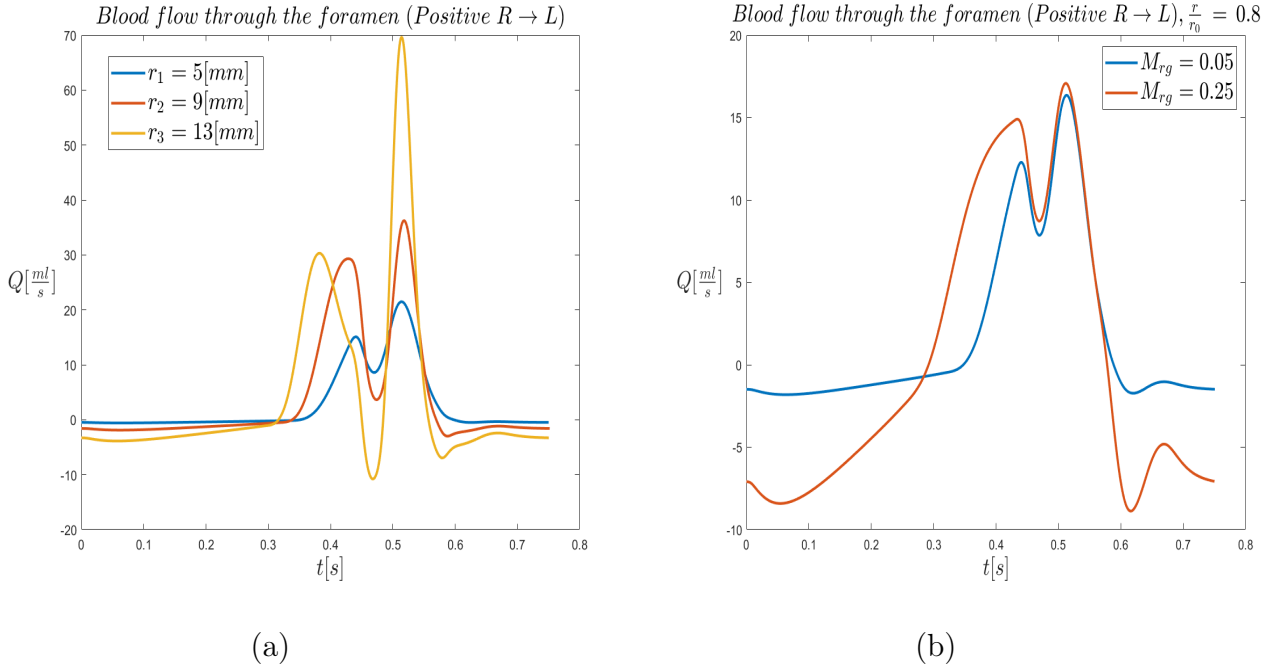 Blood flow through the foramen (Positive R → L)
70
60
50
40
30
20
10
0
-10
-20
Q[ml/s]
r₁ = 5[mm]
r₂ = 9[mm]
r₃ = 13[mm]
0 0.1 0.2 0.3 0.4 0.5 0.6 0.7 0.8
t[s]
(a)
Blood flow through the foramen (Positive R → L), r/r₀ = 0.8
20
15
10
5
0
-5
-10
Q[ml/s]
M_rg = 0.05
M_rg = 0.25
0 0.1 0.2 0.3 0.4 0.5 0.6 0.7 0.8
t[s]
(b)